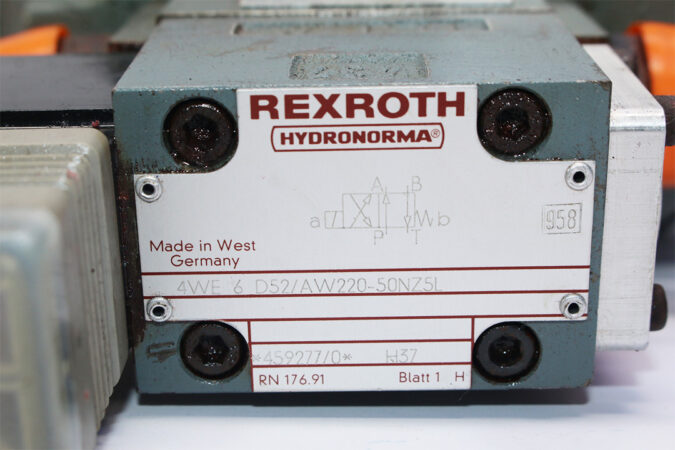 REXROTH
HYDRONORMA®
A B
a b
P T
958
Made in West
Germany
4WE 6 D52/AW220-50NZ5L
*459277/0* H37
RN 176.91 Blatt 1 H